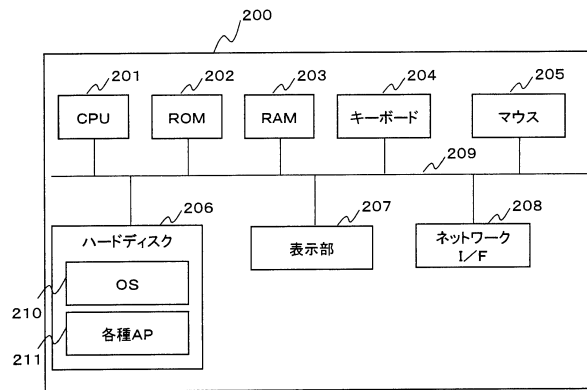 200
201
202
203
204
205
CPU
ROM
RAM
キーボード
マウス
209
206
207
208
ハードディスク
表示部
ネットワーク
I/F
OS
210
各種AP
211